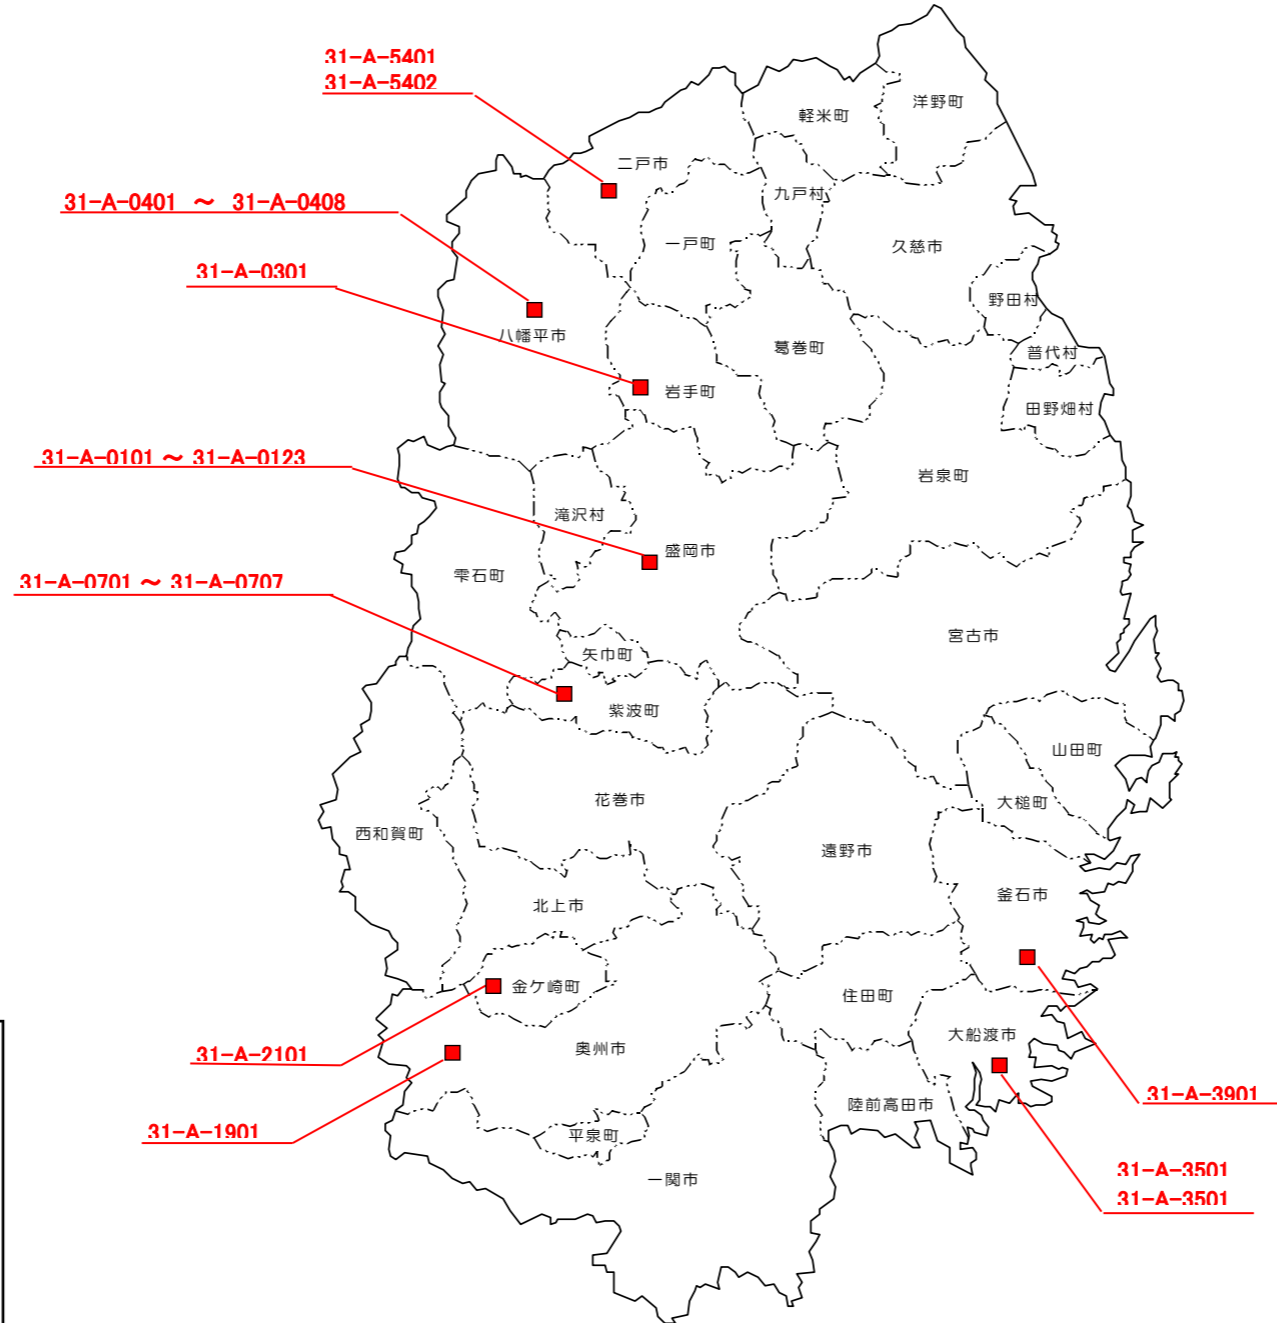 31-A-5401
31-A-5402
洋野町
軽米町
二戸市
九戸村
31-A-0401 ～ 31-A-0408
一戸町
久慈市
31-A-0301
野田村
八幡平市
葛巻町
普代村
岩手町
田野畑村
31-A-0101 ～ 31-A-0123
岩泉町
滝沢村
盛岡市
雫石町
31-A-0701 ～ 31-A-0707
宮古市
矢巾町
紫波町
山田町
花巻市
大槌町
西和賀町
遠野市
釜石市
北上市
金ケ崎町
住田町
大船渡市
奥州市
31-A-2101
31-A-3901
陸前高田市
31-A-1901
平泉町
一関市
31-A-3501
31-A-3501